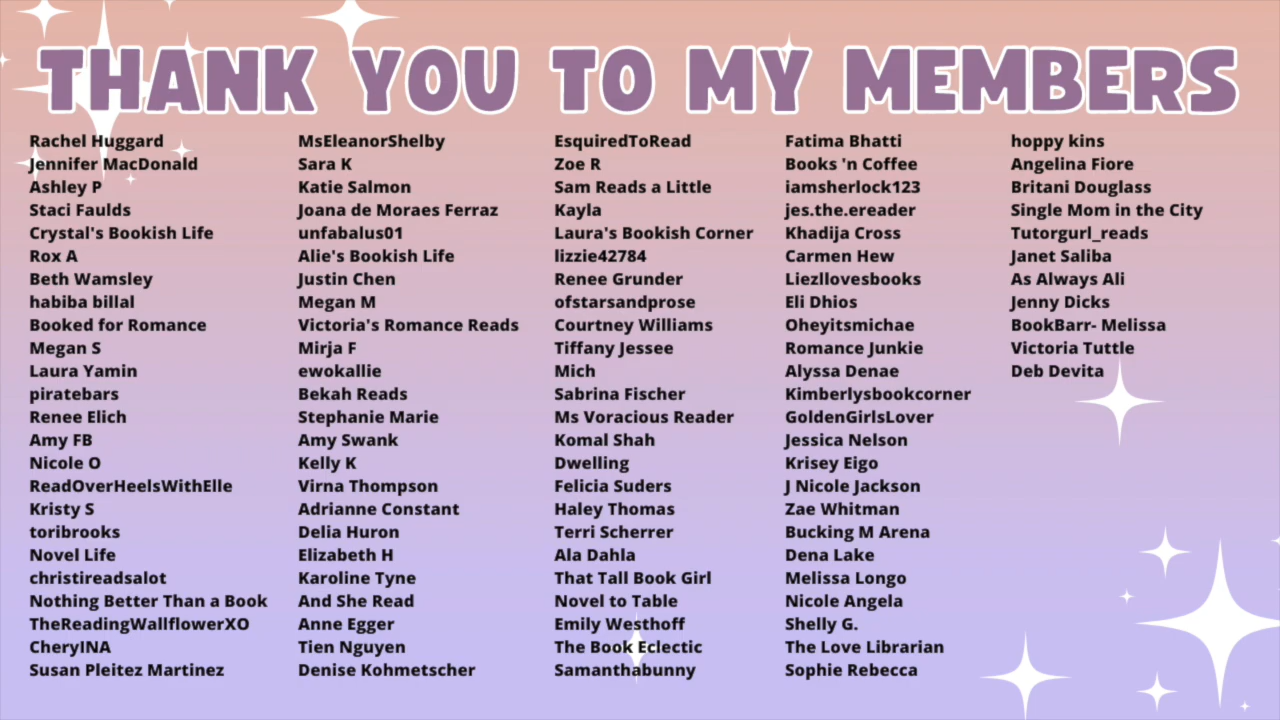 THANK YOU TO MY MEMBERS
Rachel Huggard
Jennifer MacDonald
Ashley P
Staci Faulds
Crystal's Bookish Life
Rox A
Beth Wamsley
habiba billal
Booked for Romance
Megan S
Laura Yamin
piratebars
Renee Elich
Amy FB
Nicole O
ReadOverHeelsWithElle
Kristy S
toribrooks
Novel Life
christireadsalot
Nothing Better Than a Book
TheReadingWallflowerXO
CheryINA
Susan Pleitez Martinez
MsEleanorShelby
Sara K
Katie Salmon
Joana de Moraes Ferraz
unfabalus01
Alie's Bookish Life
Justin Chen
Megan M
Victoria's Romance Reads
Mirja F
ewokallie
Bekah Reads
Stephanie Marie
Amy Swank
Kelly K
Virna Thompson
Adrianne Constant
Delia Huron
Elizabeth H
Karoline Tyne
And She Read
Anne Egger
Tien Nguyen
Denise Kohmetscher
EsquiredToRead
Zoe R
Sam Reads a Little
Kayla
Laura's Bookish Corner
lizzie42784
Renee Grunder
ofstarsandprose
Courtney Williams
Tiffany Jessee
Mich
Sabrina Fischer
Ms Voracious Reader
Komal Shah
Dwelling
Felicia Suders
Haley Thomas
Terri Scherrer
Ala Dahla
That Tall Book Girl
Novel to Table
Emily Westhoff
The Book Eclectic
Samanthabunny
Fatima Bhatti
Books 'n Coffee
iamsherlock123
jes.the.ereader
Khadija Cross
Carmen Hew
Liezllovesbooks
Eli Dhios
Oheyitsmichae
Romance Junkie
Alyssa Denae
Kimberlysbookcorner
GoldenGirlsLover
Jessica Nelson
Krisey Eigo
J Nicole Jackson
Zae Whitman
Bucking M Arena
Dena Lake
Melissa Longo
Nicole Angela
Shelly G.
The Love Librarian
Sophie Rebecca
hoppy kins
Angelina Fiore
Britani Douglass
Single Mom in the City
Tutorgurl_reads
Janet Saliba
As Always Ali
Jenny Dicks
BookBarr- Melissa
Victoria Tuttle
Deb Devita